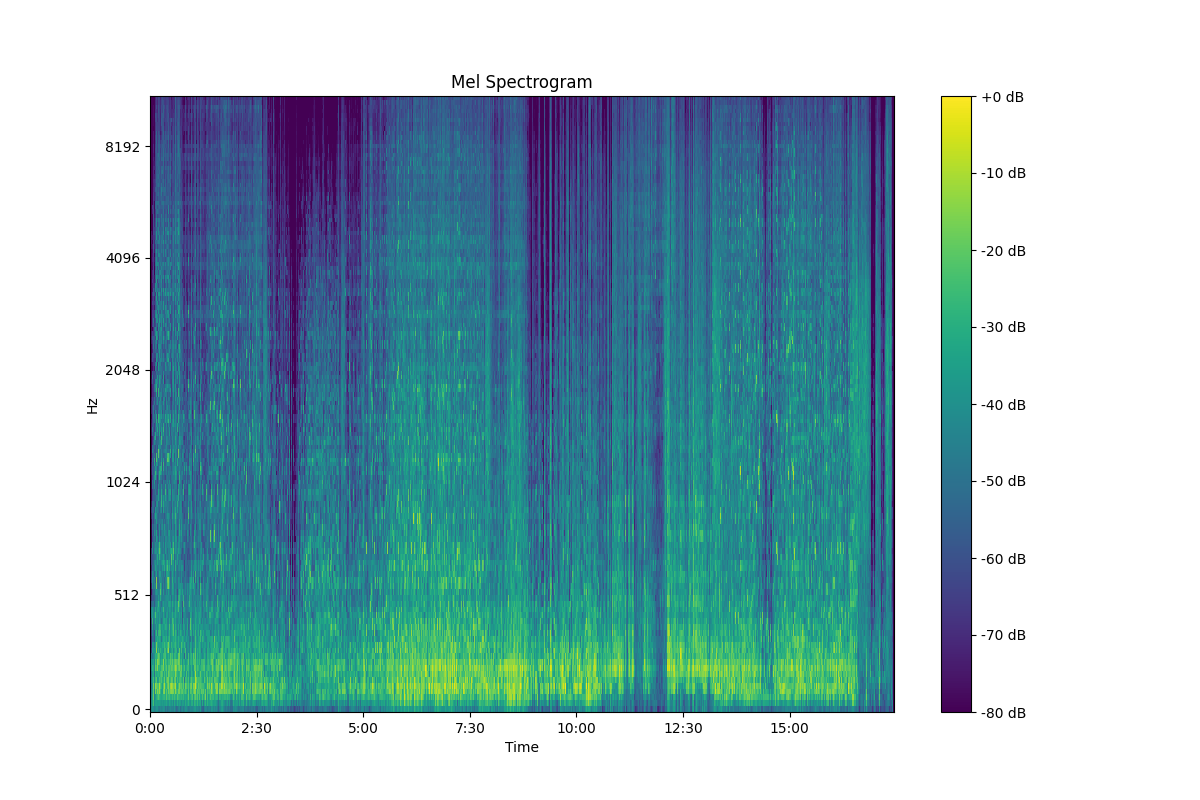 Mel Spectrogram
+0 dB
8192
-10 dB
-20 dB
4096
-30 dB
2048
Hz
-40 dB
1024
-50 dB
-60 dB
512
-70 dB
0
-80 dB
0:00 2:30 5:00 7:30 10:00 12:30 15:00
Time